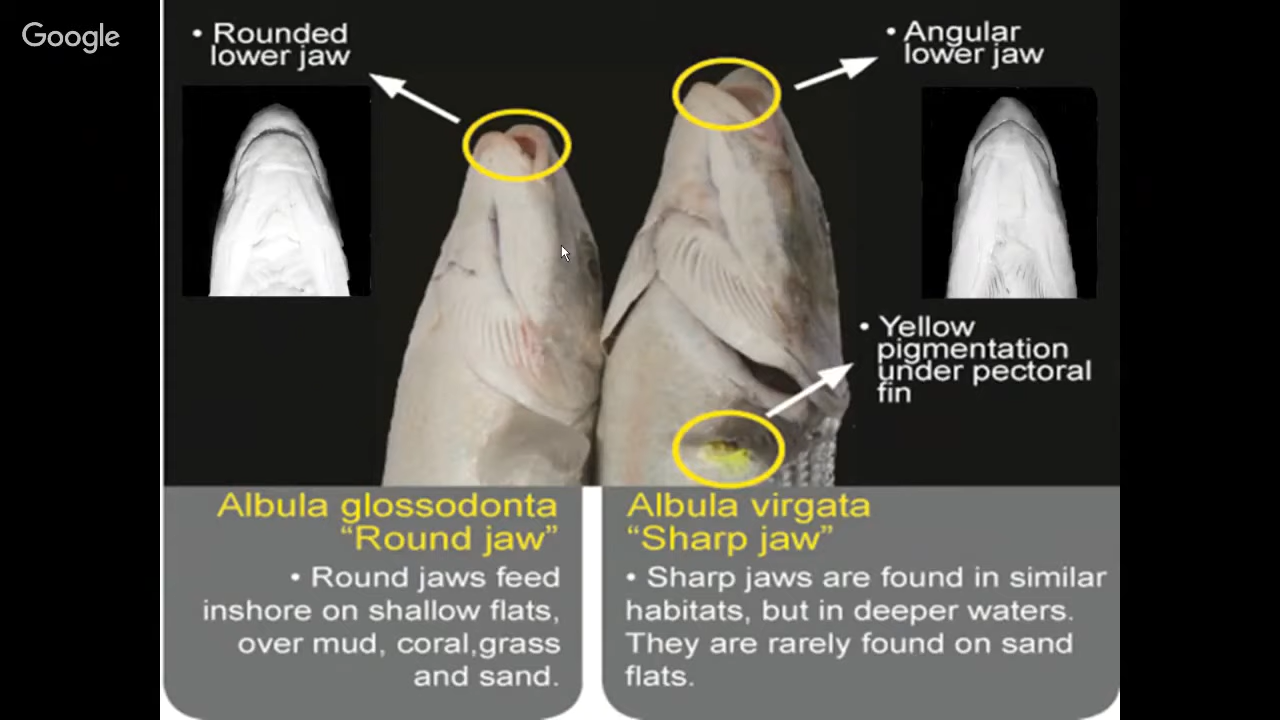 Google
• Rounded
lower jaw
• Angular
lower jaw
• Yellow
pigmentation
under pectoral
fin
Albula glossodonta
“Round jaw”
• Round jaws feed
inshore on shallow flats,
over mud, coral,grass
and sand.
Albula virgata
“Sharp jaw”
• Sharp jaws are found in similar
habitats, but in deeper waters.
They are rarely found on sand
flats.